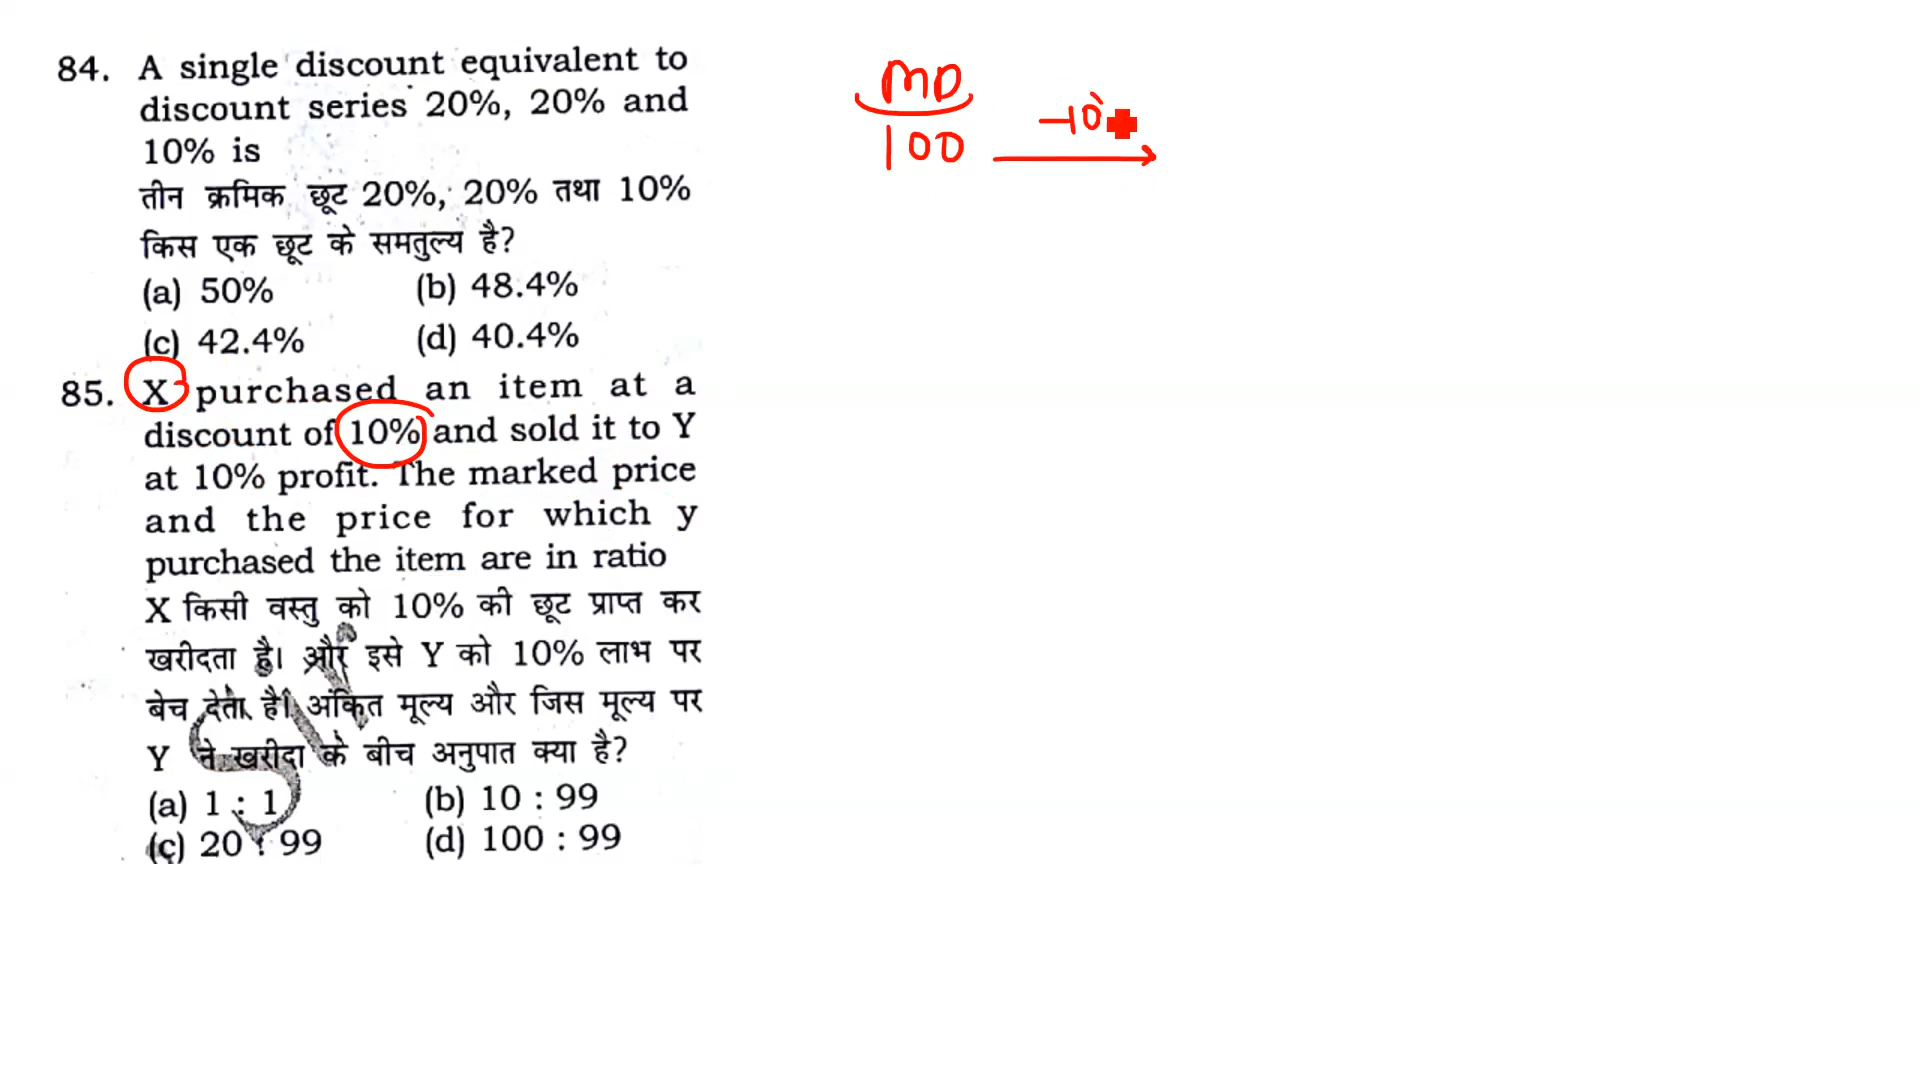 84. A single discount equivalent to
discount series 20%, 20% and
10% is
तीन क्रमिक छूट 20%, 20% तथा 10%
किस एक छूट के समतुल्य है?
(a) 50% (b) 48.4%
(c) 42.4% (d) 40.4%
85. X purchased an item at a
discount of 10% and sold it to Y
at 10% profit. The marked price
and the price for which y
purchased the item are in ratio
X किसी वस्तु को 10% की छूट प्राप्त कर
खरीदता है। और इसे Y को 10% लाभ पर
बेच देता है। अंकित मूल्य और जिस मूल्य पर
Y ने खरीदा के बीच अनुपात क्या है?
(a) 1 : 1 (b) 10 : 99
(c) 20 : 99 (d) 100 : 99
100 -10